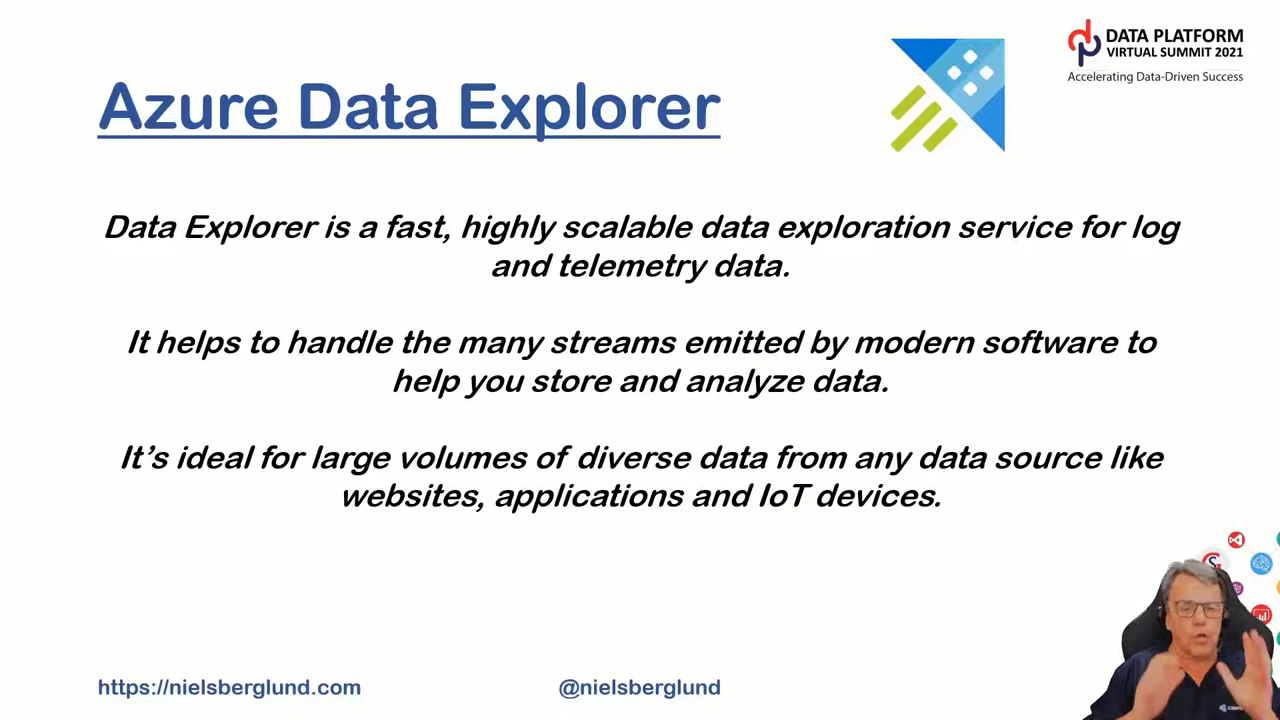 DATA PLATFORM
VIRTUAL SUMMIT 2021
Accelerating Data-Driven Success
Azure Data Explorer
Data Explorer is a fast, highly scalable data exploration service for log
and telemetry data.
It helps to handle the many streams emitted by modern software to
help you store and analyze data.
It’s ideal for large volumes of diverse data from any data source like
websites, applications and IoT devices.
https://nielsberglund.com
@nielsberglund